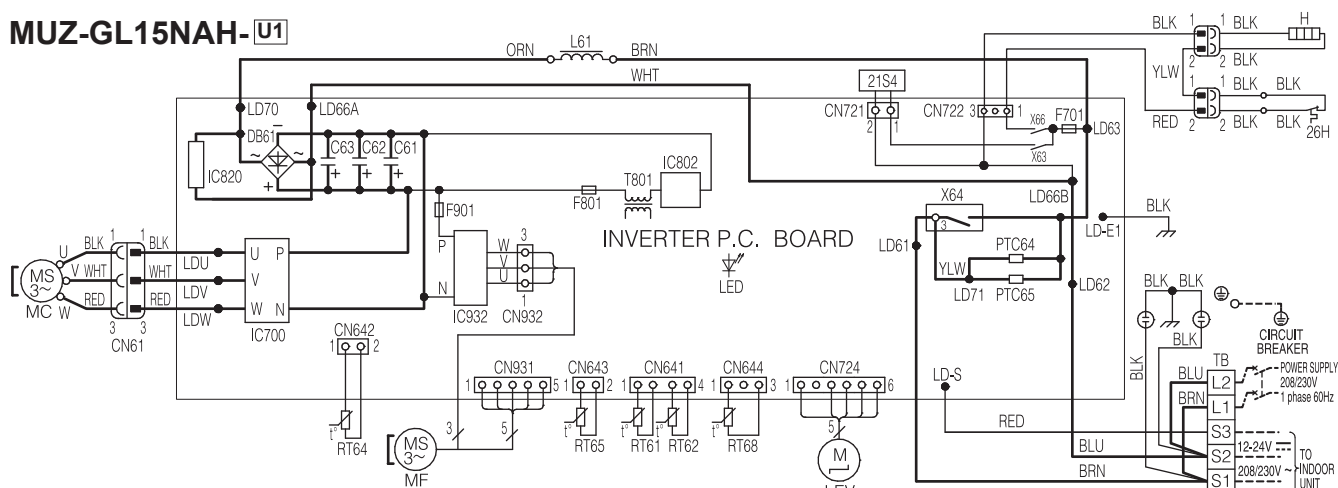 MUZ-GL15NAH- U1
ORN L61 BRN
WHT
BLK 1 1 BLK H
2 2 BLK
YLW
1 1 BLK BLK
RED 2 2 BLK BLK
26H
21S4
CN721
2 1
CN722 3 1
X66 F701
X63
LD63
LD70 LD66A
DB61
− ~ ~ +
C63 C62 C61
+ + +
IC820
T801 IC802
F801
F901
X64
3
LD66B
BLK
LD-E1
INVERTER P.C. BOARD
LED
LD61
YLW PTC64
LD71 PTC65
LD62
U BLK 1 1 BLK LDU U P
V WHT WHT LDV V
W RED 3 3 RED LDW W N
MS
3~
MC
CN61
IC700
P N
W V U
3
1
IC932 CN932
CN642
1 2
t°
RT64
CN931
1 5
3 5
MS
3~
MF
CN643
1 2
t°
RT65
CN641
1 4
t° t°
RT61 RT62
CN644
1 3
t°
RT68
CN724
1 6
5
M
LEV
LD-S
RED
BLU
BRN
BLK BLK
BLK
BLK
CIRCUIT
BREAKER
TB
BLU L2 POWER SUPPLY
208/230V
BRN L1 1 phase 60Hz
S3
12-24V
S2
208/230V ~
S1
TO
INDOOR
UNIT